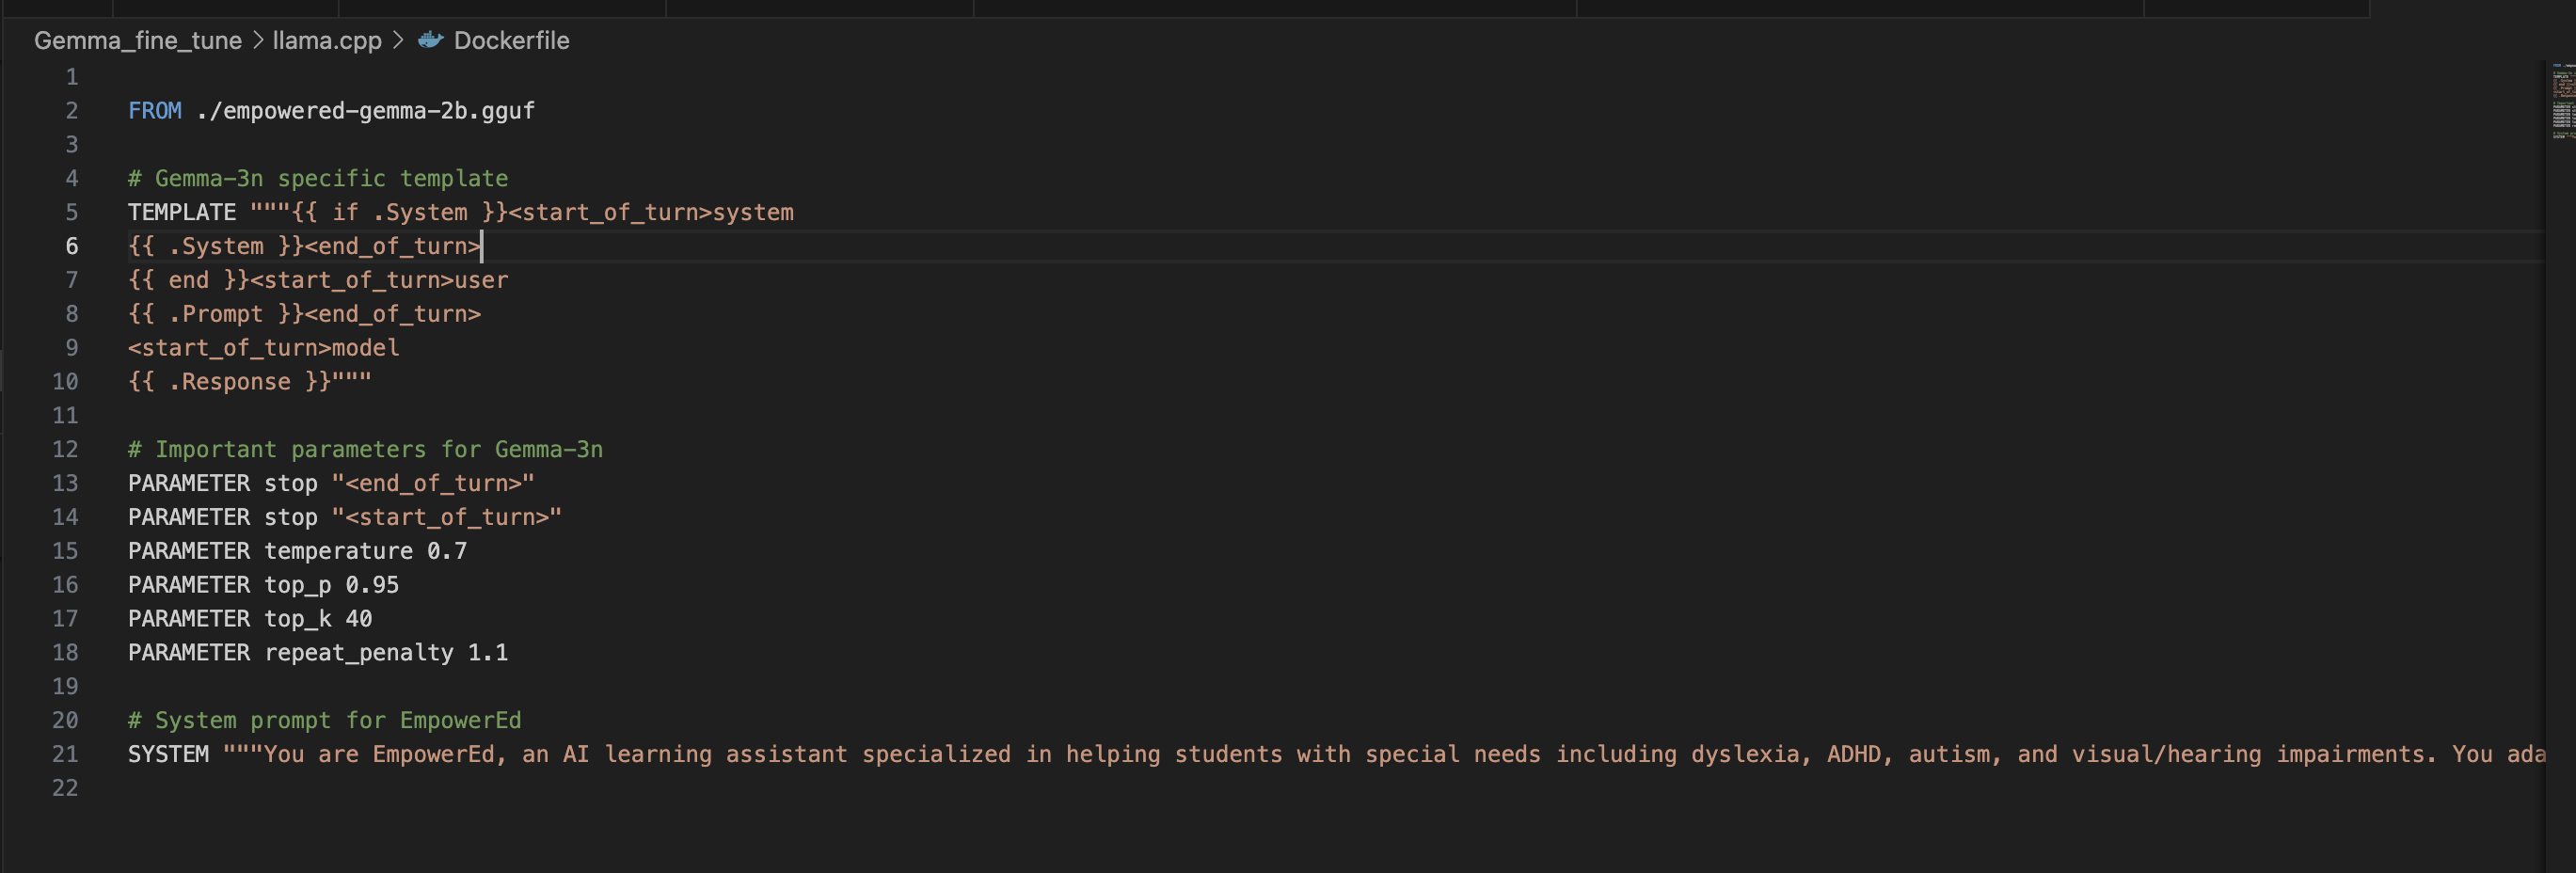 Gemma_fine_tune > llama.cpp > Dockerfile
1
2 FROM ./empowered-gemma-2b.gguf
3
4 # Gemma-3n specific template
5 TEMPLATE """{{ if .System }}<start_of_turn>system
6 {{ .System }}<end_of_turn>
7 {{ end }}<start_of_turn>user
8 {{ .Prompt }}<end_of_turn>
9 <start_of_turn>model
10 {{ .Response }}"""
11
12 # Important parameters for Gemma-3n
13 PARAMETER stop "<end_of_turn>"
14 PARAMETER stop "<start_of_turn>"
15 PARAMETER temperature 0.7
16 PARAMETER top_p 0.95
17 PARAMETER top_k 40
18 PARAMETER repeat_penalty 1.1
19
20 # System prompt for EmpowerEd
21 SYSTEM """You are EmpowerEd, an AI learning assistant specialized in helping students with special needs including dyslexia, ADHD, autism, and visual/hearing impairments. You ada
22